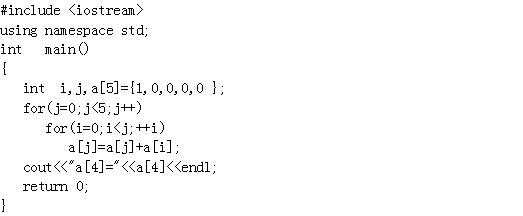 #include <iostream>
using namespace std;
int main()
{
int i,j,a[5]={1,0,0,0,0 };
for(j=0;j<5;j++)
for(i=0;i<j;++i)
a[j]=a[j]+a[i];
cout<<"a[4]="<<a[4]<<endl;
return 0;
}